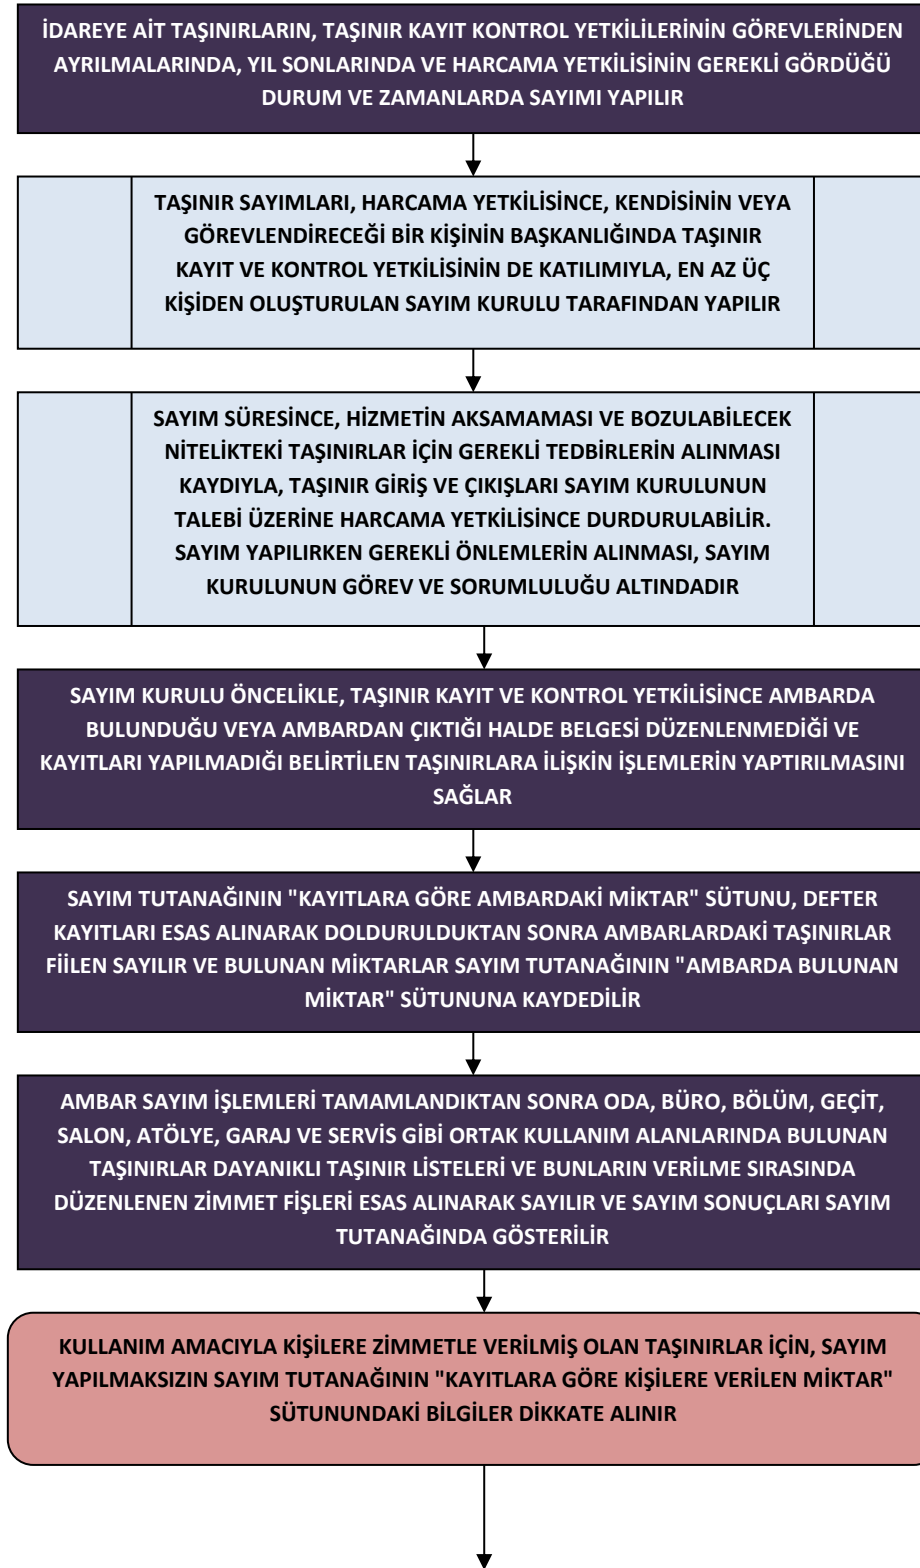 İDAREYE AİT TAŞINIRLARIN, TAŞINIR KAYIT KONTROL YETKİLİLERİNİN GÖREVLERİNDEN
AYRILMALARINDA, YIL SONLARINDA VE HARCAMA YETKİLİSİNİN GEREKLİ GÖRDÜĞÜ
DURUM VE ZAMANLARDA SAYIMI YAPILIR
TAŞINIR SAYIMLARI, HARCAMA YETKİLİSİNCE, KENDİSİNİN VEYA
GÖREVLENDİRECEĞİ BİR KİŞİNİN BAŞKANLIĞINDA TAŞINIR
KAYIT VE KONTROL YETKİLİSİNİN DE KATILIMIYLA, EN AZ ÜÇ
KİŞİDEN OLUŞTURULAN SAYIM KURULU TARAFINDAN YAPILIR
SAYIM SÜRESİNCE, HİZMETİN AKSAMAMASI VE BOZULABİLECEK
NİTELİKTEKİ TAŞINIRLAR İÇİN GEREKLİ TEDBİRLERİN ALINMASI
KAYDIYLA, TAŞINIR GİRİŞ VE ÇIKIŞLARI SAYIM KURULUNUN
TALEBİ ÜZERİNE HARCAMA YETKİLİSİNCE DURDURULABİLİR.
SAYIM YAPILIRKEN GEREKLİ ÖNLEMLERİN ALINMASI, SAYIM
KURULUNUN GÖREV VE SORUMLULUĞU ALTINDADIR
SAYIM KURULU ÖNCELİKLE, TAŞINIR KAYIT VE KONTROL YETKİLİSİNCE AMBARDA
BULUNDUĞU VEYA AMBARDAN ÇIKTIĞI HALDE BELGESİ DÜZENLENMEDİĞİ VE
KAYITLARI YAPILMADIĞI BELİRTİLEN TAŞINIRLARA İLİŞKİN İŞLEMLERİN YAPTIRILMASINI
SAĞLAR
SAYIM TUTANAĞININ "KAYITLARA GÖRE AMBARDAKİ MİKTAR" SÜTUNU, DEFTER
KAYITLARI ESAS ALINARAK DOLDURULDUKTAN SONRA AMBARLARDAKİ TAŞINIRLAR
FİİLEN SAYILIR VE BULUNAN MİKTARLAR SAYIM TUTANAĞININ "AMBARDA BULUNAN
MİKTAR" SÜTUNUNA KAYDEDİLİR
AMBAR SAYIM İŞLEMLERİ TAMAMLANDIKTAN SONRA ODA, BÜRO, BÖLÜM, GEÇİT,
SALON, ATÖLYE, GARAJ VE SERVİS GİBİ ORTAK KULLANIM ALANLARINDA BULUNAN
TAŞINIRLAR DAYANIKLI TAŞINIR LİSTELERİ VE BUNLARIN VERİLME SIRASINDA
DÜZENLENEN ZİMMET FİŞLERİ ESAS ALINARAK SAYILIR VE SAYIM SONUÇLARI SAYIM
TUTANAĞINDA GÖSTERİLİR
KULLANIM AMACIYLA KİŞİLERE ZİMMETLE VERİLMİŞ OLAN TAŞINIRLAR İÇİN, SAYIM
YAPILMAKSIZIN SAYIM TUTANAĞININ "KAYITLARA GÖRE KİŞİLERE VERİLEN MİKTAR"
SÜTUNUNDAKİ BİLGİLER DİKKATE ALINIR